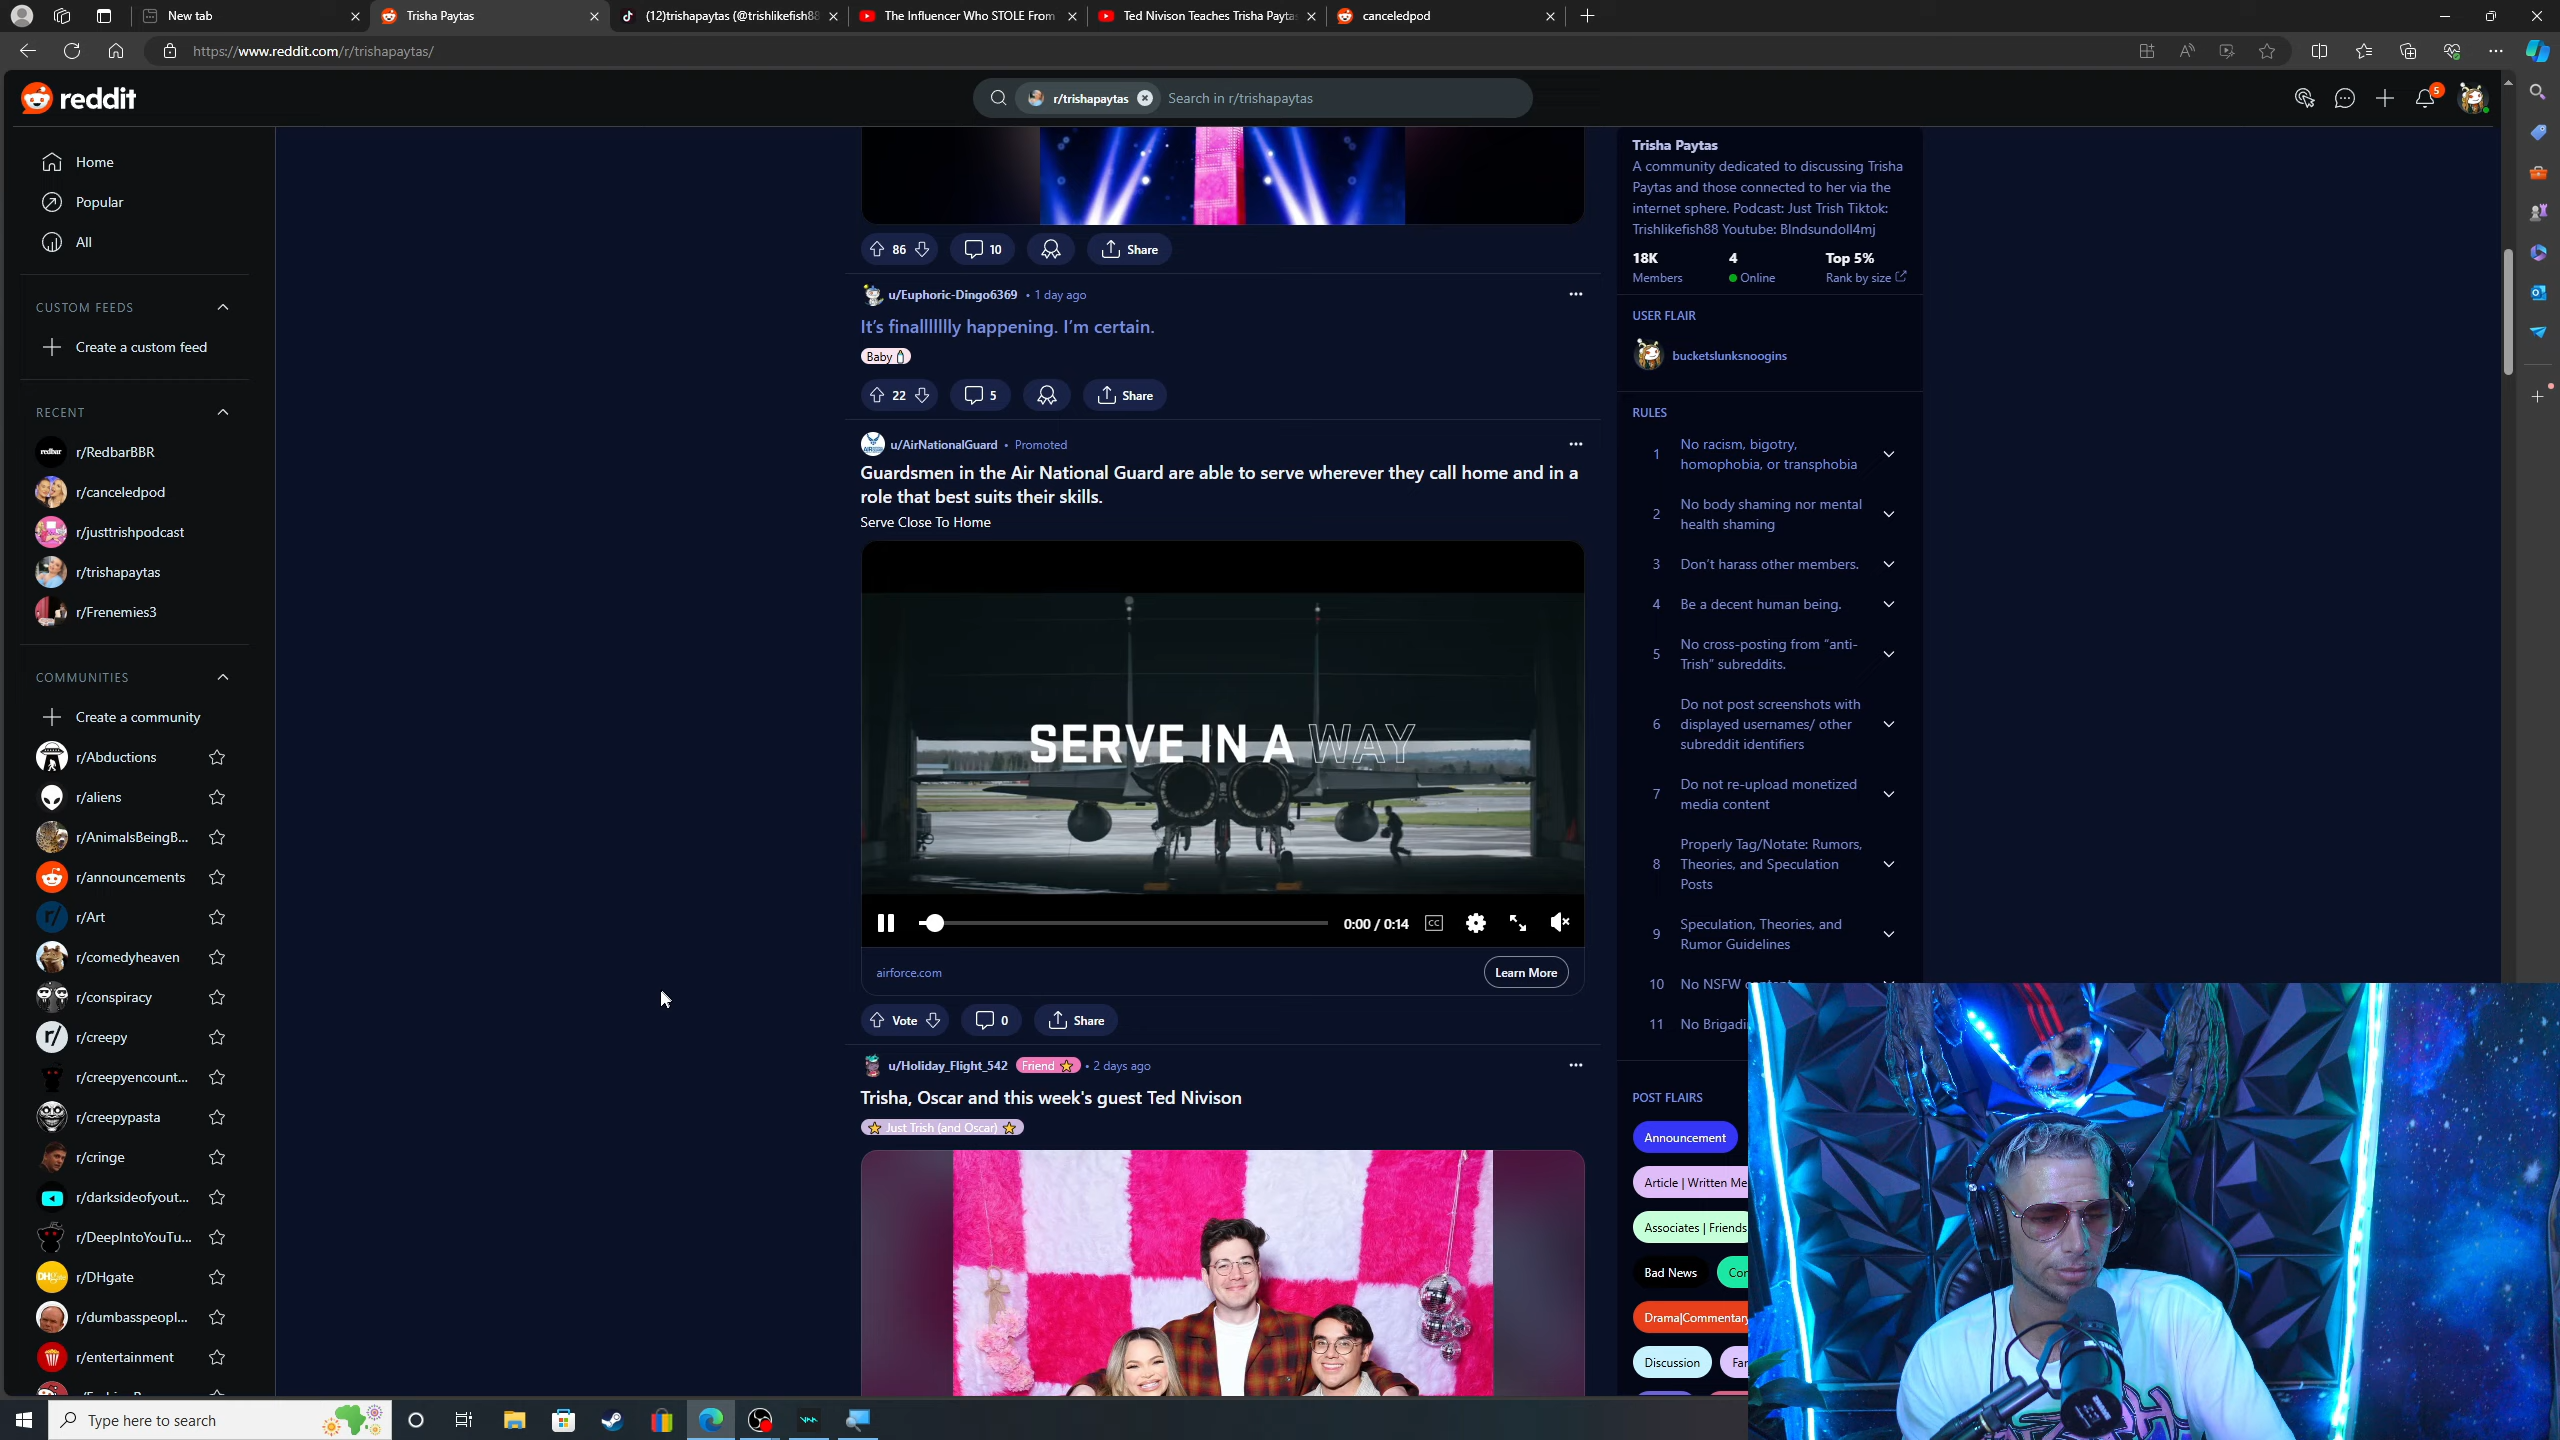 New tab
Trisha Paytas
(12)trishapaytas (@trishlikefish88
The Influencer Who STOLE From
Ted Nivison Teaches Trisha Payta
canceledpod
https://www.reddit.com/r/trishapaytas/
reddit
r/trishapaytas
Search in r/trishapaytas
5
Home
Popular
All
CUSTOM FEEDS
Create a custom feed
RECENT
r/RedbarBBR
r/canceledpod
r/justtrishpodcast
r/trishapaytas
r/Frenemies3
COMMUNITIES
Create a community
r/Abductions
r/aliens
r/AnimalsBeingB...
r/announcements
r/Art
r/comedyheaven
r/conspiracy
r/creepy
r/creepyencount...
r/creepypasta
r/cringe
r/darksideofyout...
r/DeepIntoYouTu...
r/DHgate
r/dumbasspeopl...
r/entertainment
86
10
Share
u/Euphoric-Dingo6369 • 1 day ago
It's finallllllly happening. I'm certain.
Baby
22
5
Share
u/AirNationalGuard • Promoted
Guardsmen in the Air National Guard are able to serve wherever they call home and in a
role that best suits their skills.
Serve Close To Home
SERVE IN A WAY
0:00 / 0:14
CC
airforce.com
Learn More
Vote
0
Share
u/Holiday_Flight_542 Friend • 2 days ago
Trisha, Oscar and this week's guest Ted Nivison
Just Trish (and Oscar)
Trisha Paytas
A community dedicated to discussing Trisha
Paytas and those connected to her via the
internet sphere. Podcast: Just Trish Tiktok:
Trishlikefish88 Youtube: Blndsundoll4mj
18K
4
Top 5%
Members
Online
Rank by size
USER FLAIR
bucketslunksnoogins
RULES
1 No racism, bigotry,
homophobia, or transphobia
2 No body shaming nor mental
health shaming
3 Don't harass other members.
4 Be a decent human being.
5 No cross-posting from "anti-
Trish" subreddits.
6 Do not post screenshots with
displayed usernames/ other
subreddit identifiers
7 Do not re-upload monetized
media content
8 Properly Tag/Notate: Rumors,
Theories, and Speculation
Posts
9 Speculation, Theories, and
Rumor Guidelines
10 No NSFW
11 No Brigadi
POST FLAIRS
Announcement
Article | Written Me
Associates | Friends
Bad News
Cor
Drama|Commentary
Discussion
Far
Type here to search